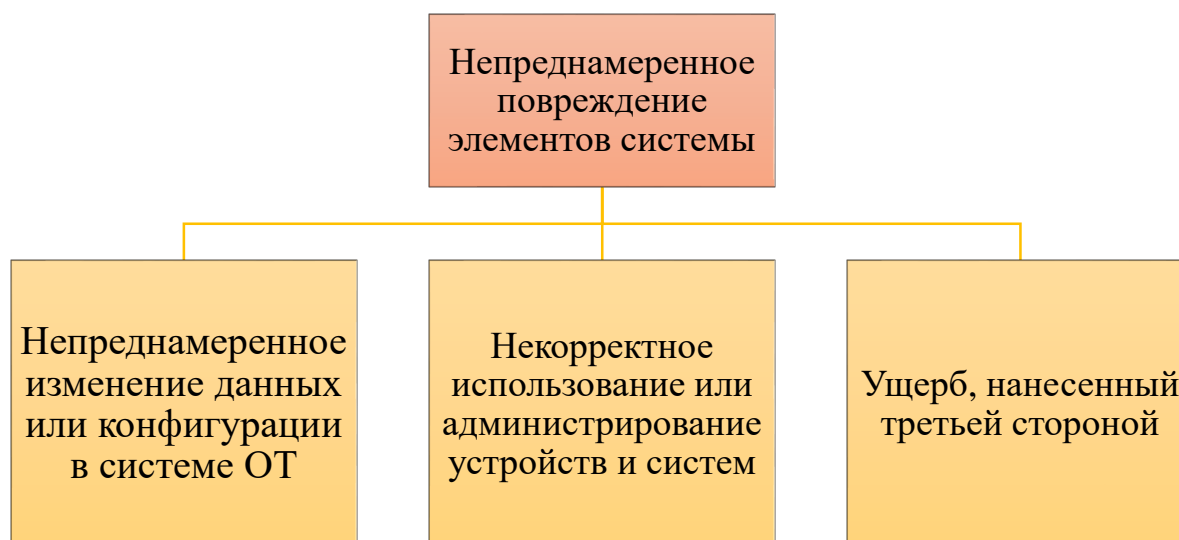 Непреднамеренное
повреждение
элементов системы
Непреднамеренное
изменение данных
или конфигурации
в системе ОТ
Некорректное
использование или
администрирование
устройств и систем
Ущерб, нанесенный
третьей стороной